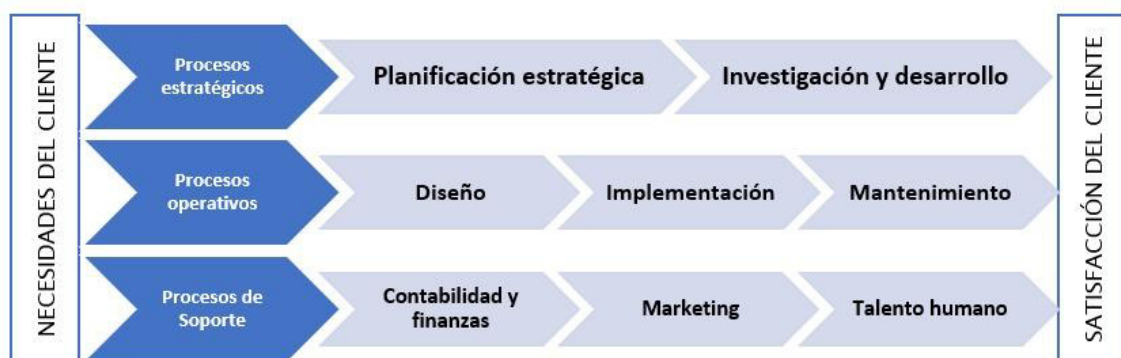 NECESIDADES DEL CLIENTE
Procesos
estratégicos
Planificación estratégica
Investigación y desarrollo
Procesos
operativos
Diseño
Implementación
Mantenimiento
Procesos de
Soporte
Contabilidad y
finanzas
Marketing
Talento humano
SATISFACCIÓN DEL CLIENTE